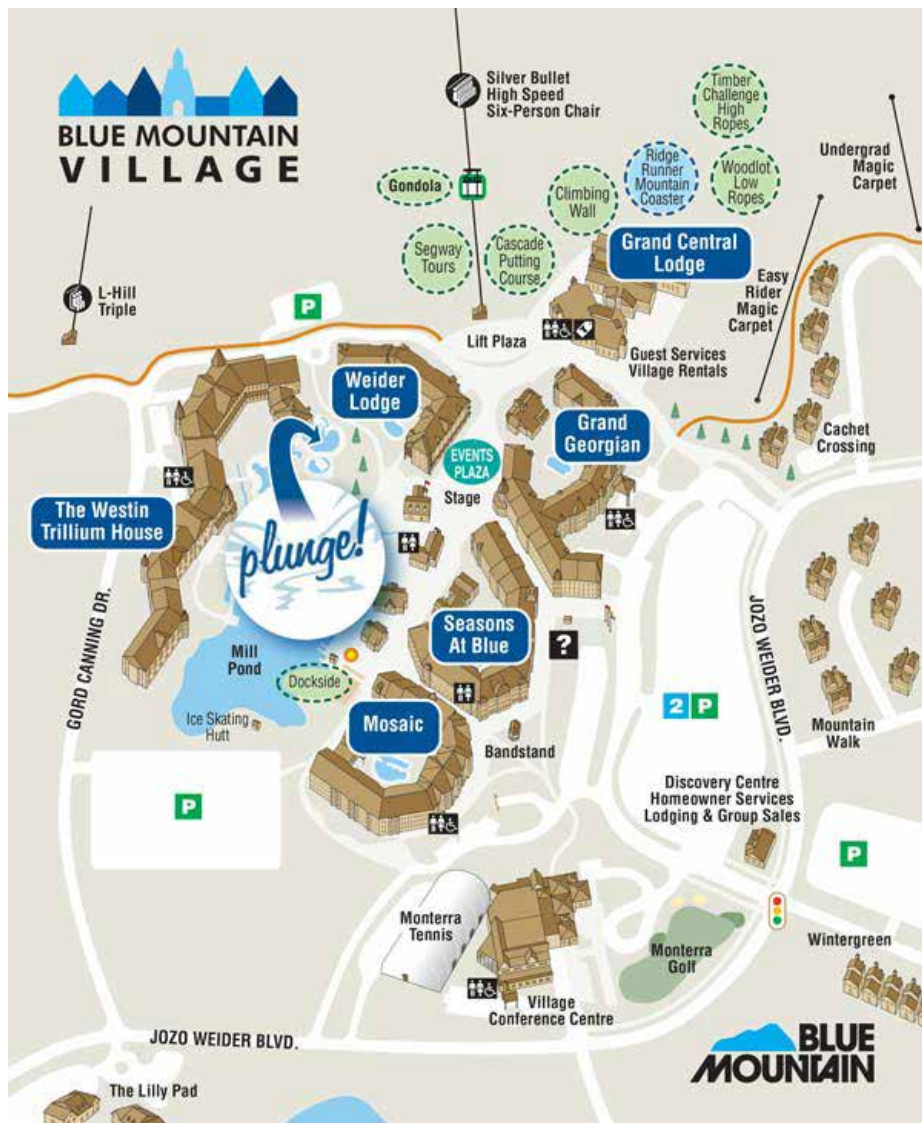 BLUE MOUNTAIN
VILLAGE
Silver Bullet
High Speed
Six-Person Chair
Timber
Challenge
High
Ropes
Undergrad
Magic
Carpet
Gondola
Climbing
Wall
Ridge
Runner
Mountain
Coaster
Woodlot
Low
Ropes
Segway
Tours
Cascade
Putting
Course
Grand Central
Lodge
L-Hill
Triple
P
Easy
Rider
Magic
Carpet
Lift Plaza
Guest Services
Village Rentals
Weider
Lodge
Grand
Georgian
Cachet
Crossing
EVENTS
PLAZA
Stage
The Westin
Trillium House
plunge!
GORD CANNING DR.
Mill
Pond
Seasons
At Blue
?
JOZO WEIDER BLVD.
Dockside
Ice Skating
Hutt
Mosaic
2 P
Bandstand
Mountain
Walk
P
Discovery Centre
Homeowner Services
Lodging & Group Sales
P
Monterra
Tennis
Monterra
Golf
Wintergreen
Village
Conference Centre
JOZO WEIDER BLVD.
BLUE
MOUNTAIN
The Lilly Pad